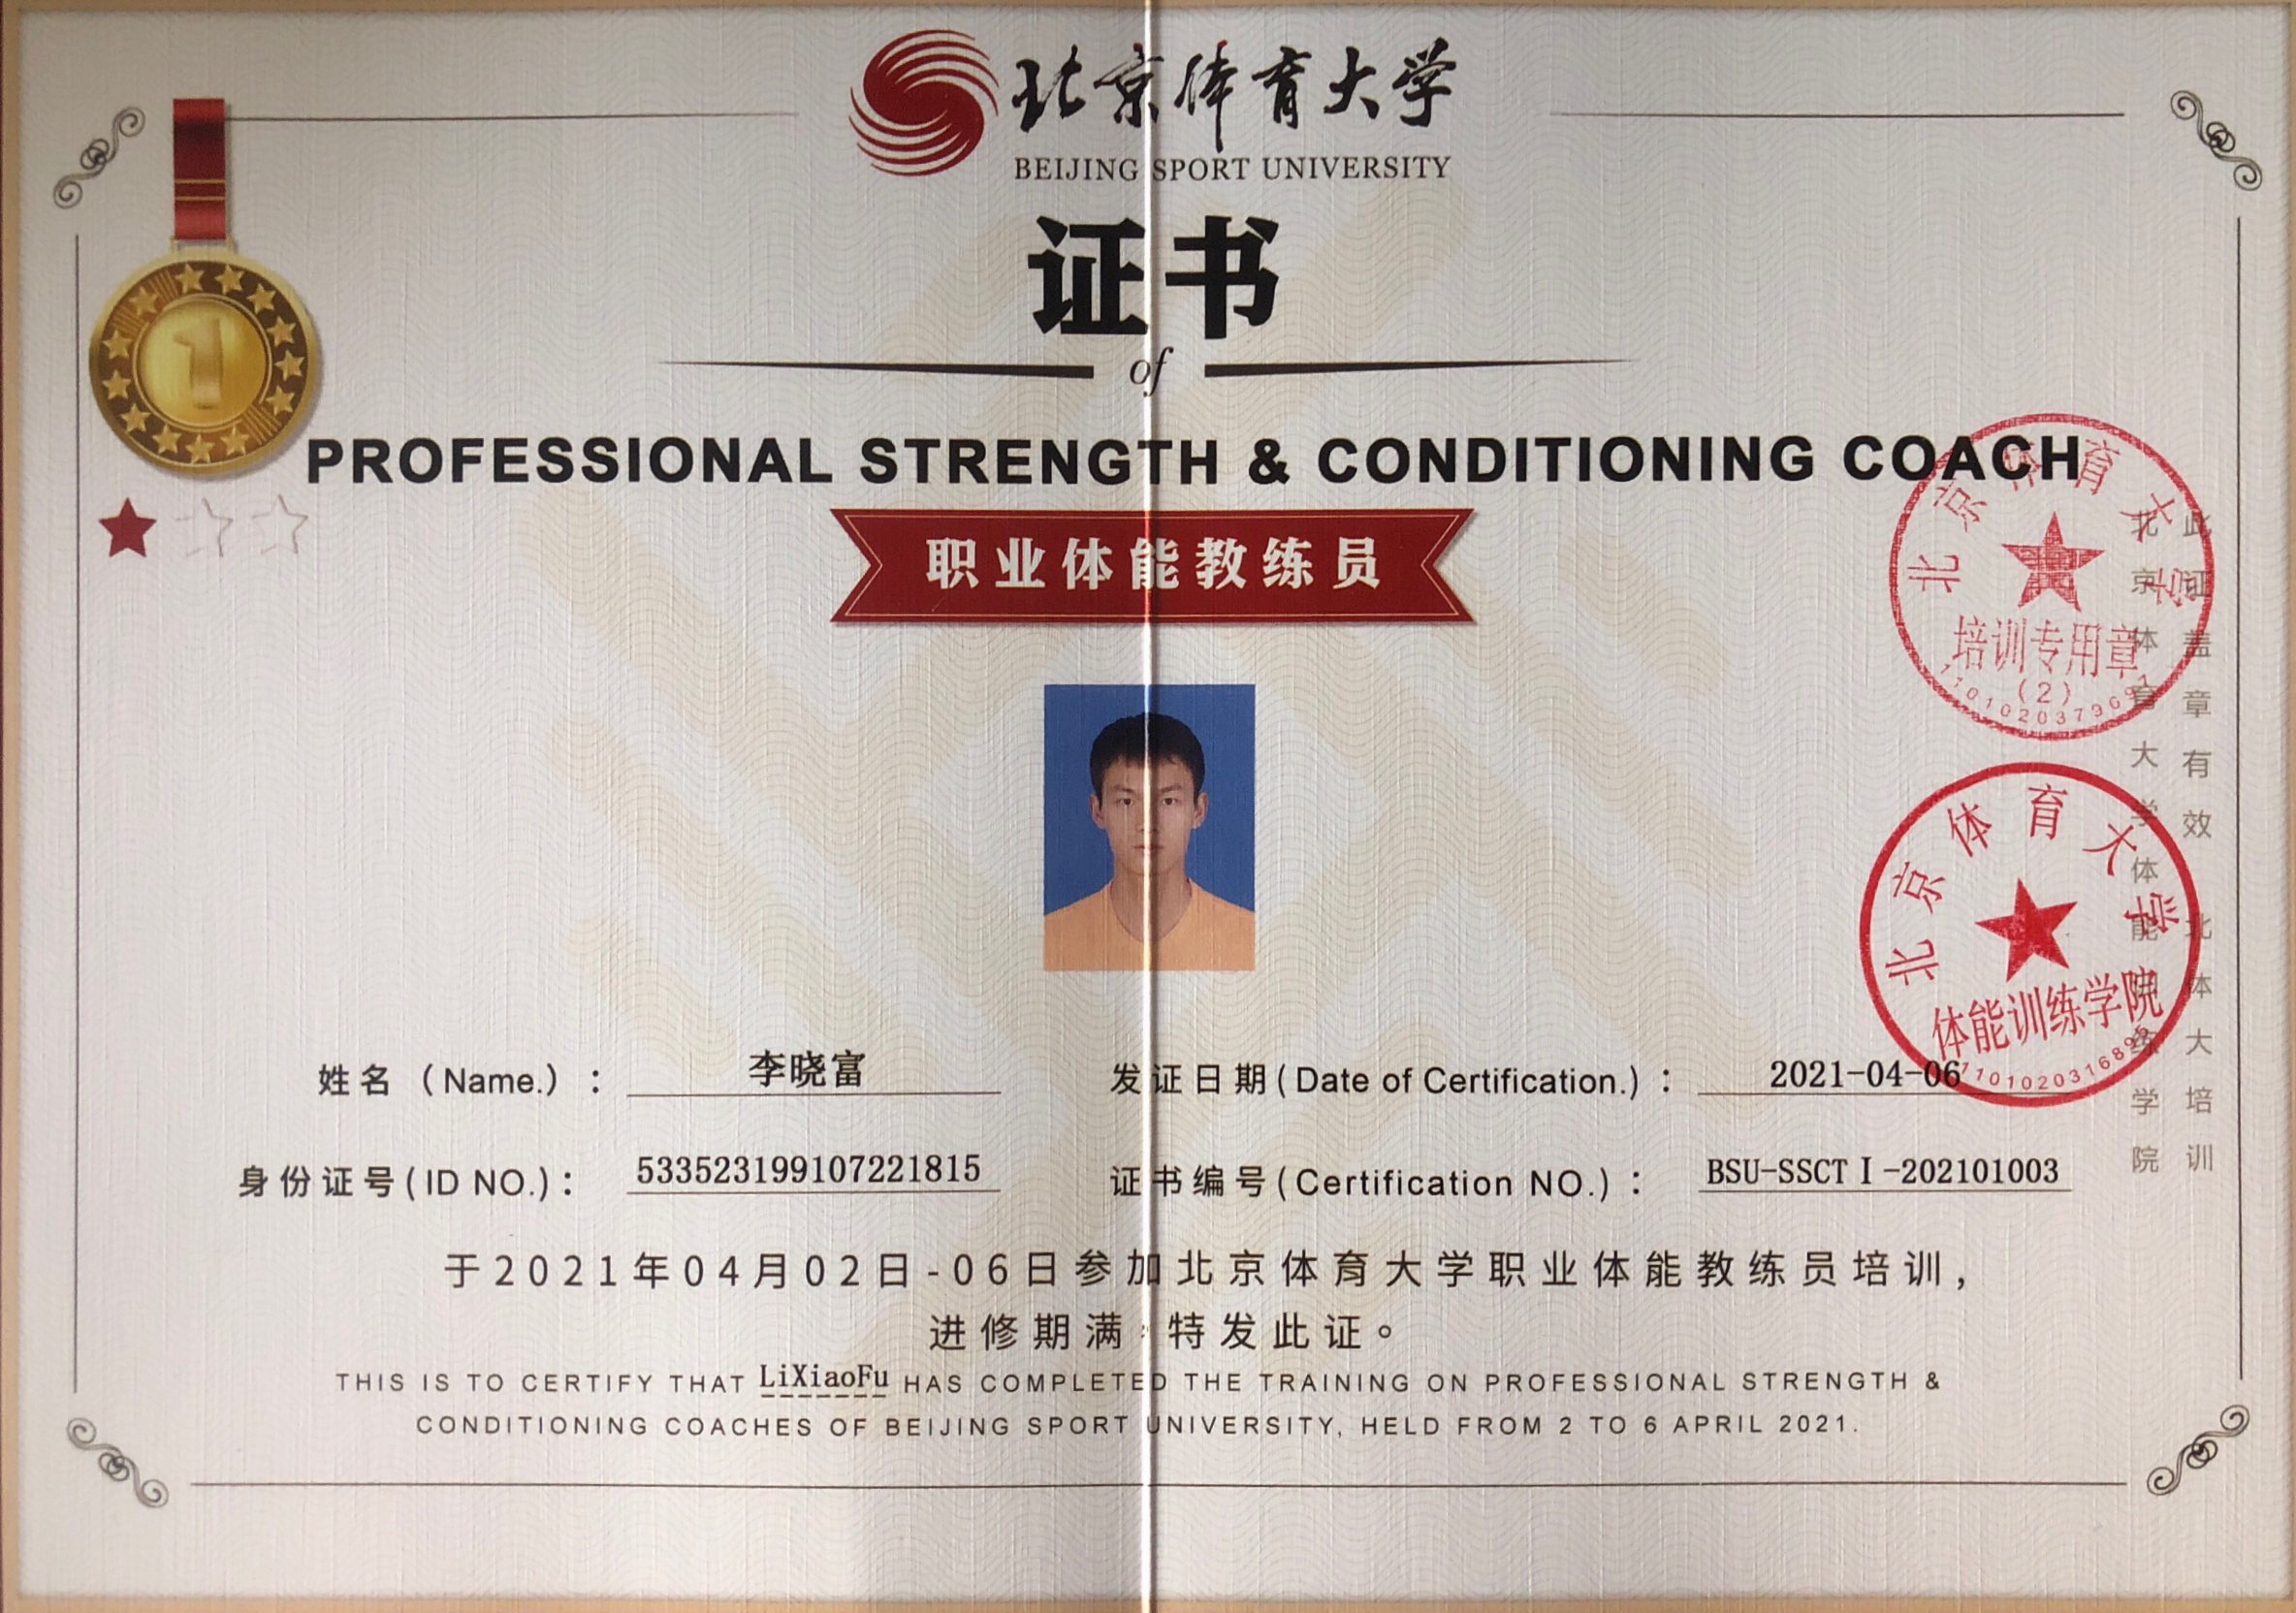 北京体育大学
BEIJING SPORT UNIVERSITY
证书
of
1
PROFESSIONAL STRENGTH & CONDITIONING COACH
职业体能教练员
北京体育大学
培训专用章
(2)
北京体育大学
体能训练学院
此证盖章有效 北体大培训
北京体育大学体能训练学院
姓名（Name.）： 李晓富 发证日期(Date of Certification.)： 2021-04-06
身份证号(ID NO.)： 533523199107221815 证书编号(Certification NO.)： BSU-SSCTⅠ-202101003
于2021年04月02日-06日参加北京体育大学职业体能教练员培训,
进修期满，特发此证。
THIS IS TO CERTIFY THAT LiXiaoFu HAS COMPLETED THE TRAINING ON PROFESSIONAL STRENGTH &
CONDITIONING COACHES OF BEIJING SPORT UNIVERSITY, HELD FROM 2 TO 6 APRIL 2021.